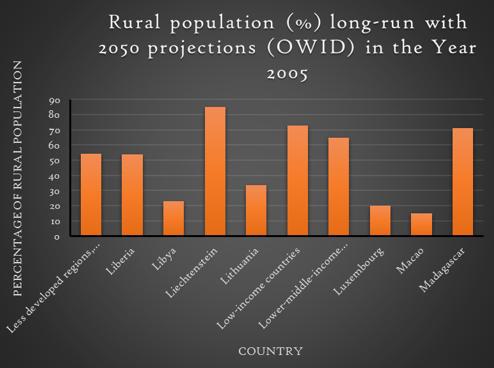 Rural population (%) long-run with
2050 projections (OWID) in the Year
2005
PERCENTAGE OF RURAL POPULATION
90
80
70
60
50
40
30
20
10
0
Less developed regions,...
Liberia
Libya
Liechtenstein
Lithuania
Low-income countries
Lower-middle-income...
Luxembourg
Macao
Madagascar
COUNTRY